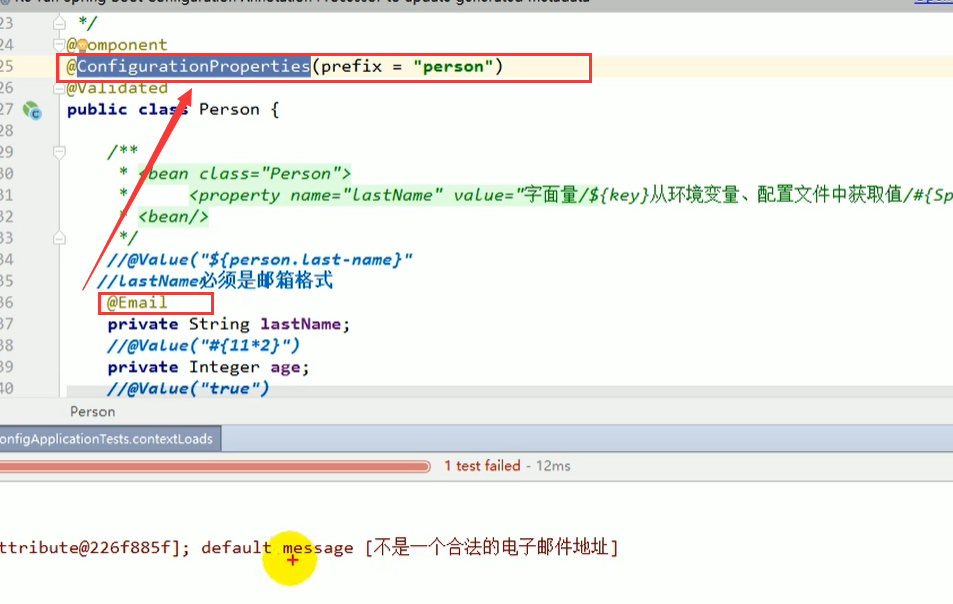 23 */
24 @Component
25 @ConfigurationProperties(prefix = "person")
26 @Validated
27 public class Person {
28
29 /**
30 * <bean class="Person">
31 * <property name="lastName" value="字面量/${key}从环境变量、配置文件中获取值/#{Sp
32 * <bean/>
33 */
34 //@Value("${person.last-name}"
35 //lastName必须是邮箱格式
36 @Email
37 private String lastName;
38 //@Value("#{11*2}")
39 private Integer age;
40 //@Value("true")
Person
onfigApplicationTests.contextLoads
1 test failed - 12ms
ttribute@226f885f]; default message [不是一个合法的电子邮件地址]